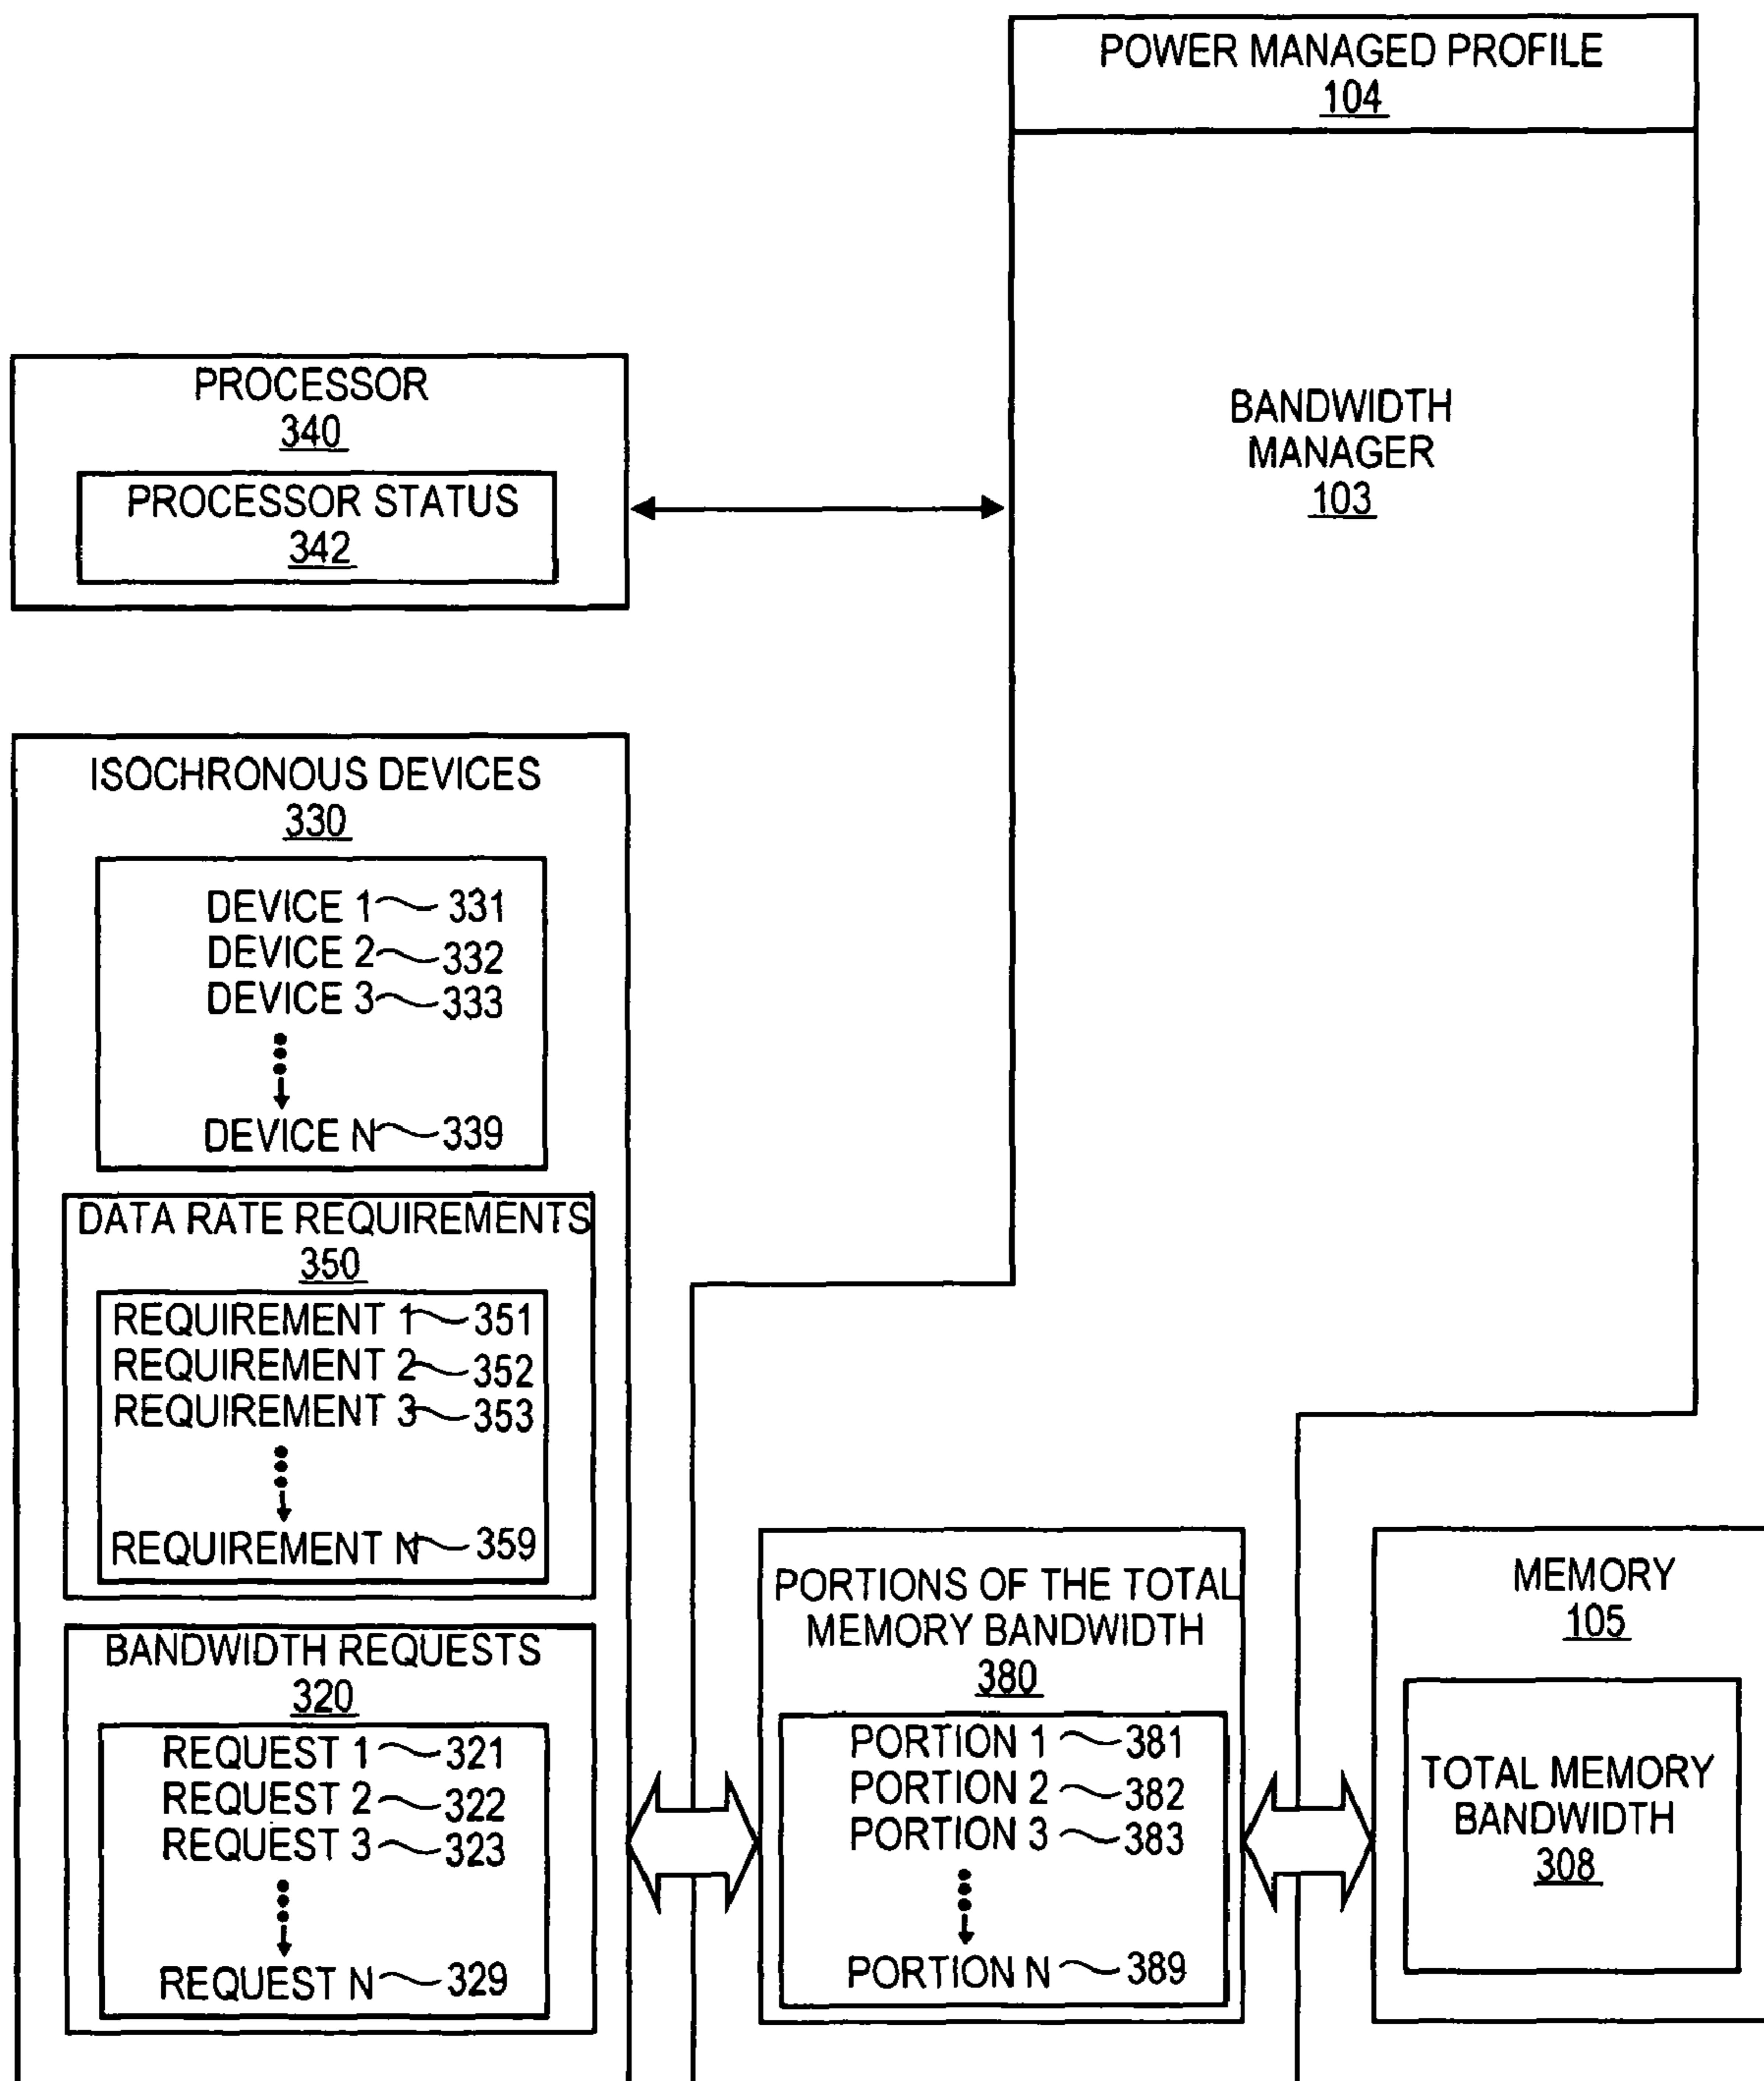 POWER MANAGED PROFILE
104
BANDWIDTH
MANAGER
103
PROCESSOR
340
PROCESSOR STATUS
342
ISOCHRONOUS DEVICES
330
DEVICE 1 331
DEVICE 2 332
DEVICE 3 333
DEVICE N 339
DATA RATE REQUIREMENTS
350
REQUIREMENT 1 351
REQUIREMENT 2 352
REQUIREMENT 3 353
REQUIREMENT N 359
BANDWIDTH REQUESTS
320
REQUEST 1 321
REQUEST 2 322
REQUEST 3 323
REQUEST N 329
PORTIONS OF THE TOTAL
MEMORY BANDWIDTH
380
PORTION 1 381
PORTION 2 382
PORTION 3 383
PORTION N 389
MEMORY
105
TOTAL MEMORY
BANDWIDTH
308